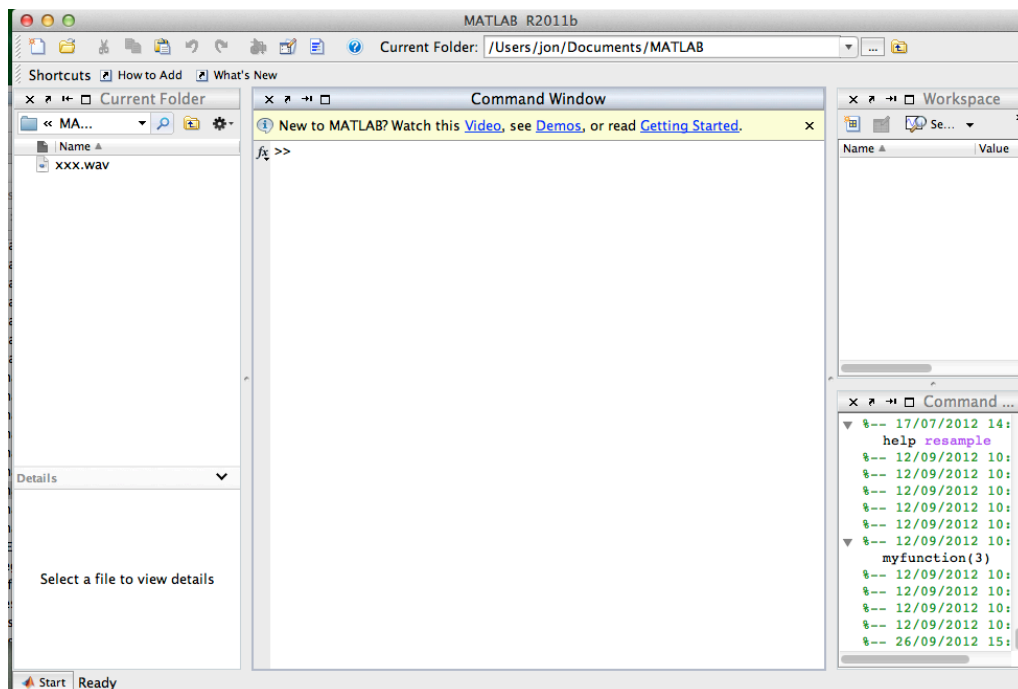 MATLAB R2011b
Current Folder: /Users/jon/Documents/MATLAB
Shortcuts How to Add What's New
Current Folder
« MA...
Name
xxx.wav
Details
Select a file to view details
Command Window
New to MATLAB? Watch this Video, see Demos, or read Getting Started.
fx >>
Workspace
Se...
Name Value
Command ...
%-- 17/07/2012 14:
help resample
%-- 12/09/2012 10:
%-- 12/09/2012 10:
%-- 12/09/2012 10:
%-- 12/09/2012 10:
%-- 12/09/2012 10:
%-- 12/09/2012 10:
myfunction(3)
%-- 12/09/2012 10:
%-- 12/09/2012 10:
%-- 12/09/2012 10:
%-- 12/09/2012 10:
%-- 26/09/2012 15:
Start Ready